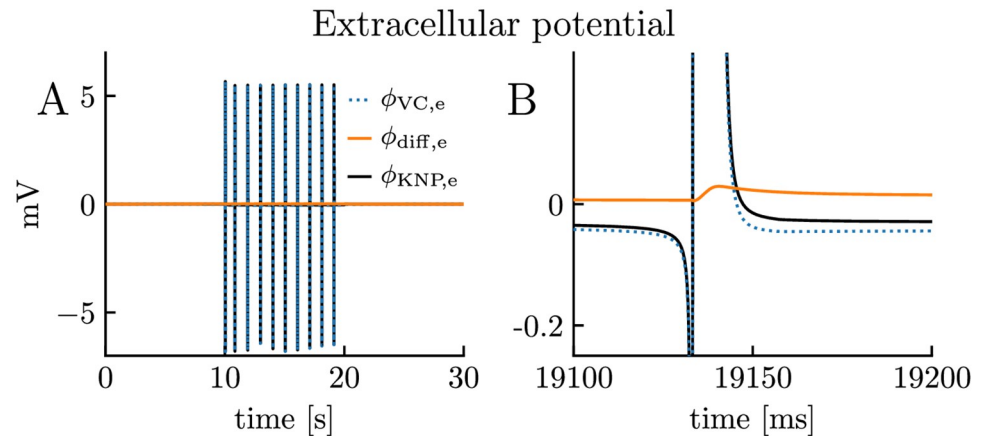 Extracellular potential
A
mV
5
0
−5
ϕVC,e
ϕdiff,e
ϕKNP,e
0
10
20
30
time [s]
B
0
-0.2
19100
19150
19200
time [ms]